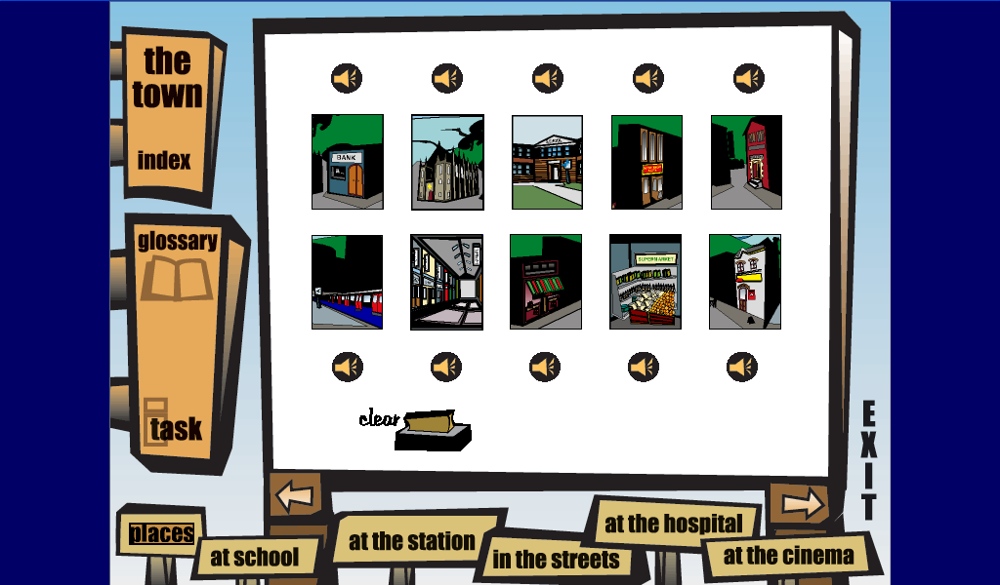 the
town
index
glossary
task
BANK
SUPERMARKET
clear
EXIT
places
at school
at the station
in the streets
at the hospital
at the cinema